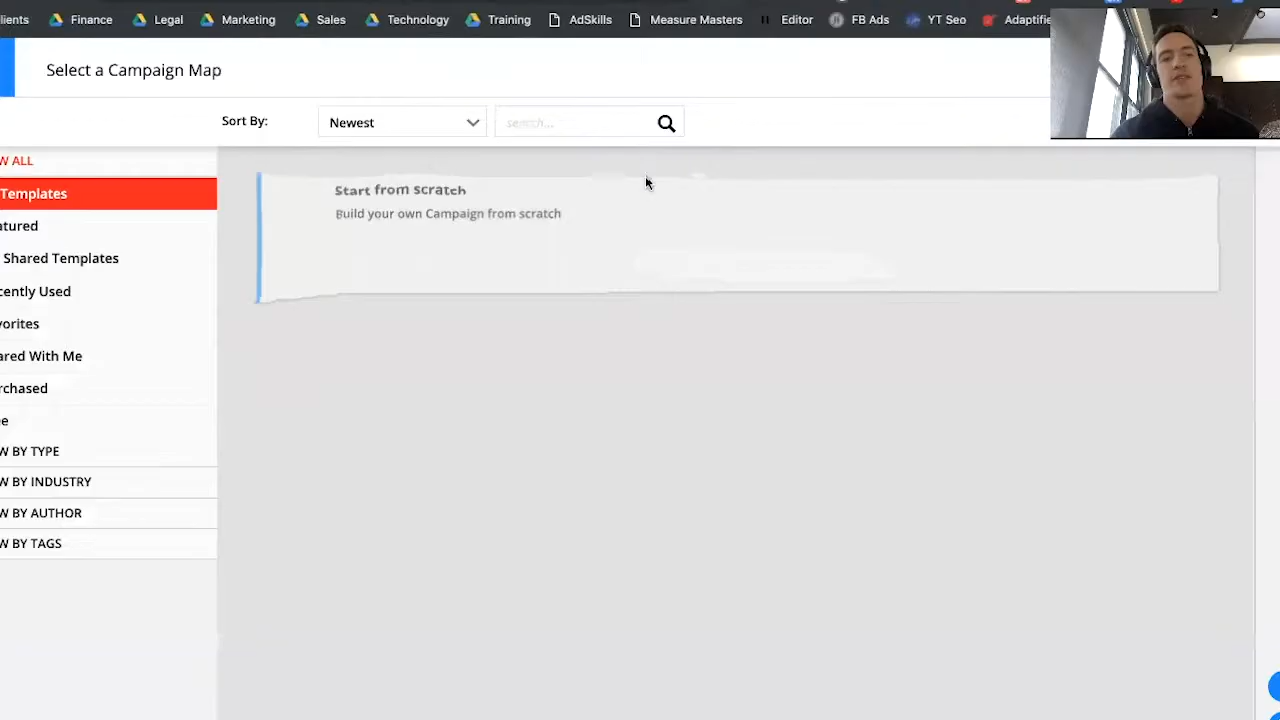 lients Finance Legal Marketing Sales Technology Training AdSkills Measure Masters Editor FB Ads YT Seo Adaptifie
Select a Campaign Map
Sort By: Newest search...
W ALL
Templates
atured
Shared Templates
cently Used
vorites
ared With Me
rchased
e
W BY TYPE
W BY INDUSTRY
W BY AUTHOR
W BY TAGS
Start from scratch
Build your own Campaign from scratch